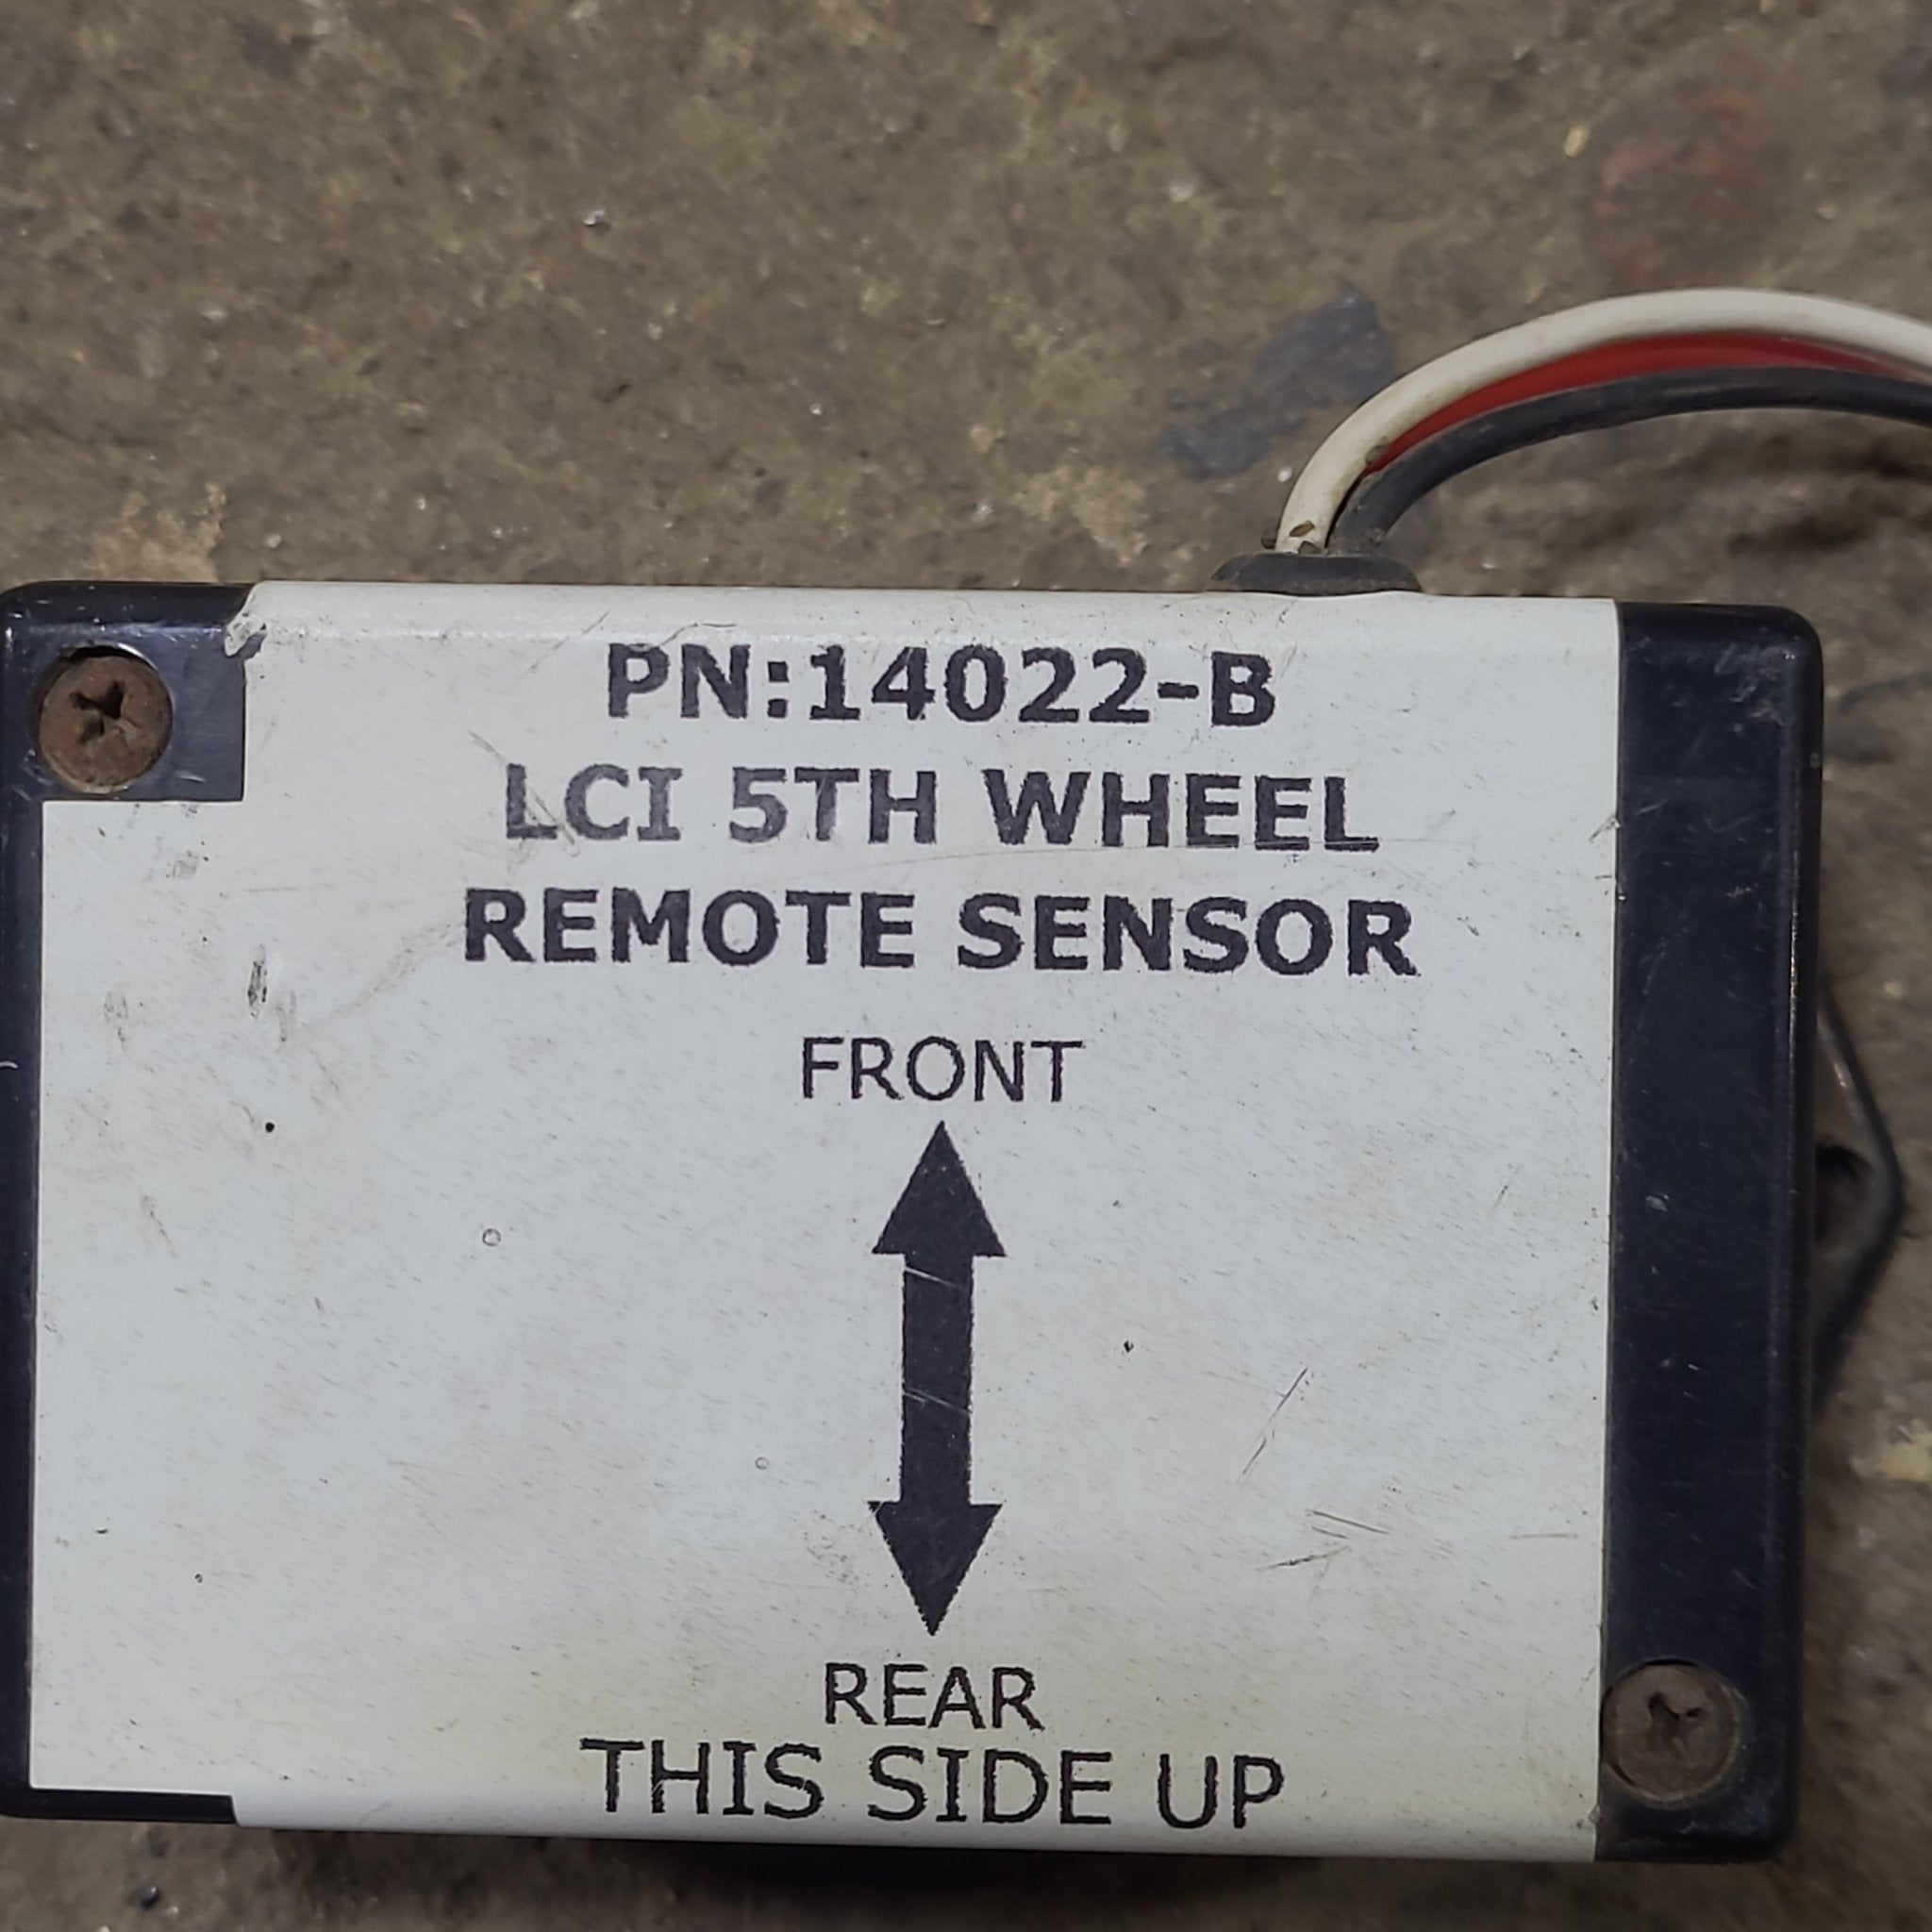 PN:14022-B
LCI 5TH WHEEL
REMOTE SENSOR
FRONT
REAR
THIS SIDE UP